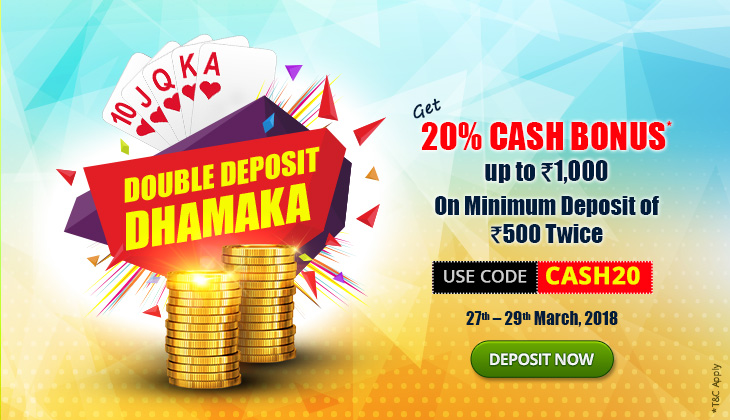 10 J Q K A
DOUBLE DEPOSIT
DHAMAKA
Get
20% CASH BONUS*
up to ₹1,000
On Minimum Deposit of
₹500 Twice
USE CODE CASH20
27th – 29th March, 2018
DEPOSIT NOW
*T&C Apply